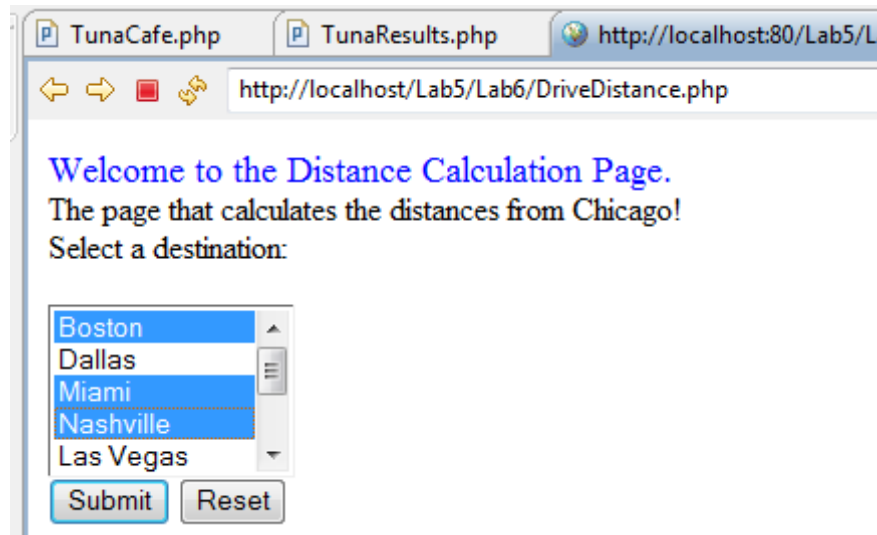 TunaCafe.php
TunaResults.php
http://localhost:80/Lab5/L
http://localhost/Lab5/Lab6/DriveDistance.php
Welcome to the Distance Calculation Page.
The page that calculates the distances from Chicago!
Select a destination:
Boston
Dallas
Miami
Nashville
Las Vegas
Submit
Reset